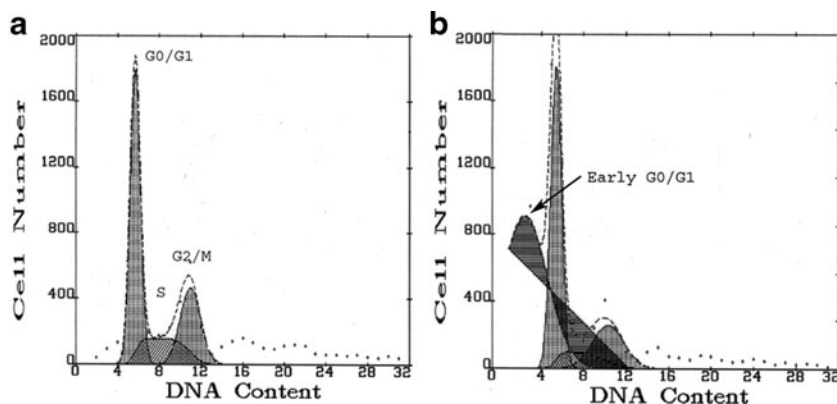 a
2000
1600
1200
800
400
0
Cell Number
G0/G1
S
G2/M
0 4 8 12 16 20 24 28 32
DNA Content
b
2000
1600
1200
800
400
0
Cell Number
Early G0/G1
0 4 8 12 16 20 24 28 32
DNA Content